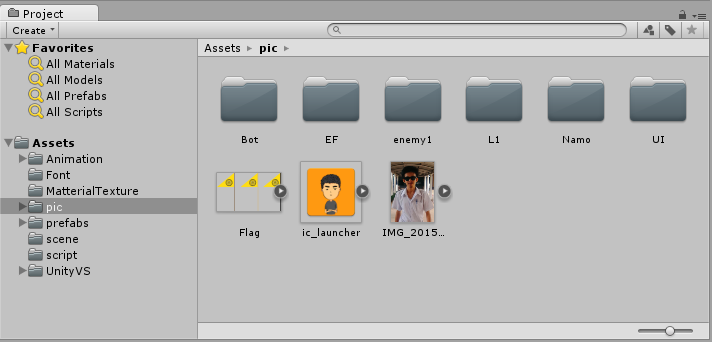 Project
Create
Favorites
All Materials
All Models
All Prefabs
All Scripts
Assets
Animation
Font
MatterialTexture
pic
prefabs
scene
script
UnityVS
Assets pic
Bot EF enemy1 L1 Namo UI
Flag ic_launcher IMG_2015...